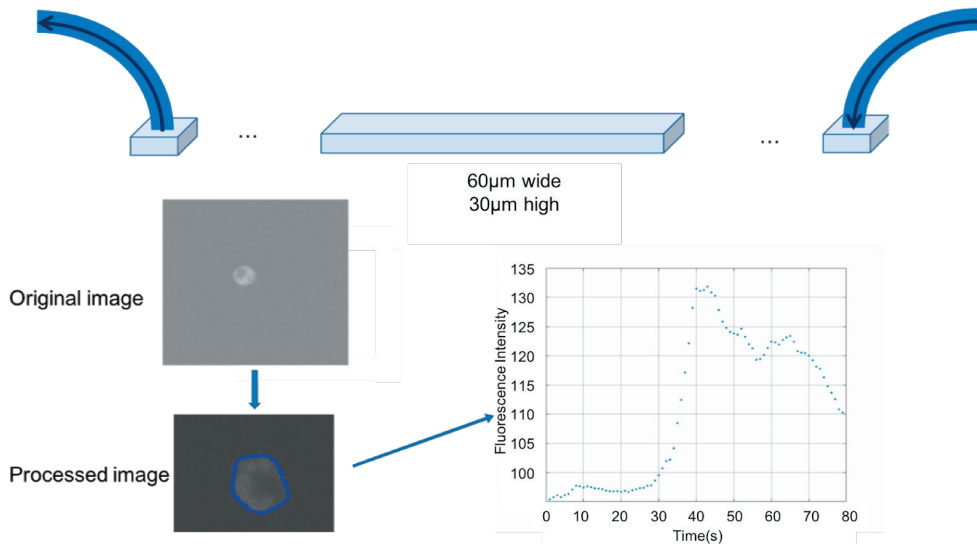 ...
...
60µm wide
30µm high
Original image
Processed image
Fluorescence Intensity
135
130
125
120
115
110
105
100
0 10 20 30 40 50 60 70 80
Time(s)